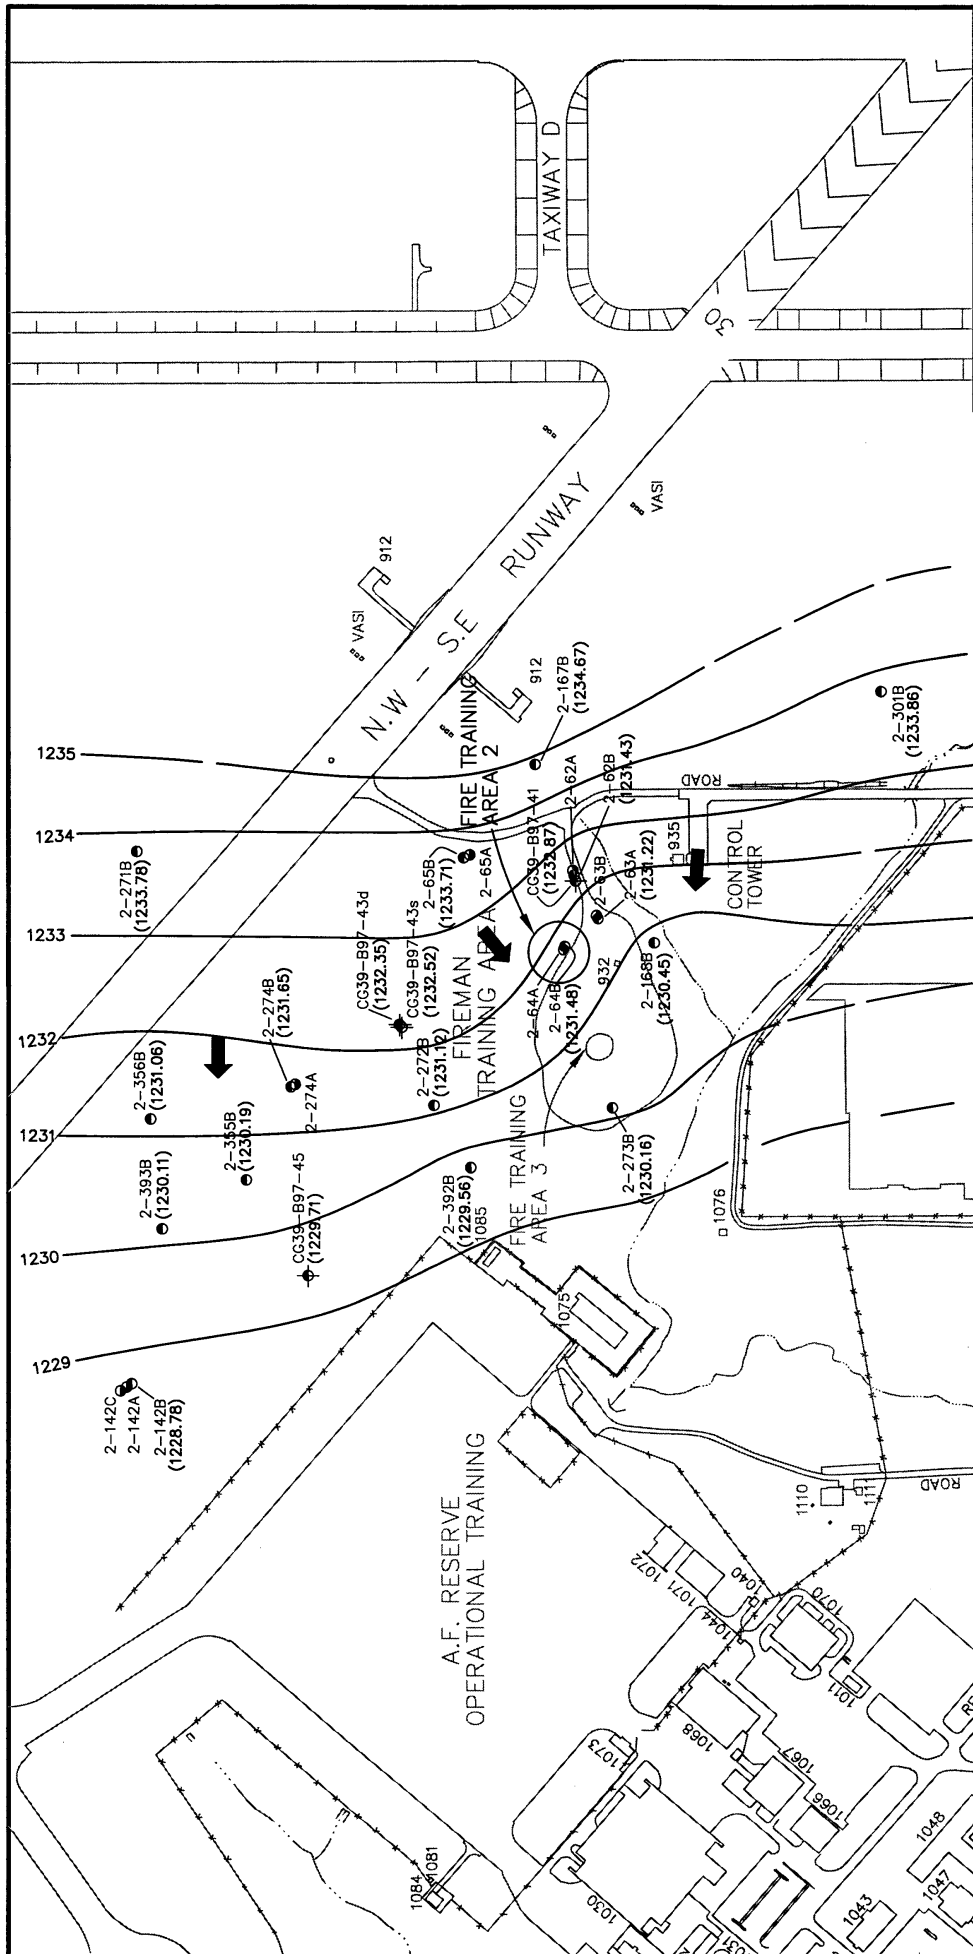 TAXIWAY D
30
N.W - S.E RUNWAY
VASI
912
VASI
912
1235
1234
1233
1232
1231
1230
1229
2-167B
(1234.67)
2-301B
(1233.86)
FIRE TRAINING
AREA 2
2-62A
2-62B
(1231.43)
CG39-B97-41
(1232.87)
2-63B
2-63A
(1231.22)
ROAD
935
CONTROL
TOWER
2-271B
(1233.78)
2-65B
(1233.71)
2-65A
CG39-B97-43d
(1232.35)
CG39-B97-43s
(1232.52)
FIREMAN
TRAINING AREA 2
2-274B
(1231.65)
2-274A
2-272B
(1231.12)
2-64A
2-64B
(1231.48)
932
2-168B
(1230.45)
2-356B
(1231.06)
2-355B
(1230.19)
2-393B
(1230.11)
CG39-B97-45
(1229.71)
2-392B
(1229.56)
1085
FIRE TRAINING
AREA 3
2-273B
(1230.16)
1076
1075
2-142C
2-142A
2-142B
(1228.78)
A.F. RESERVE
OPERATIONAL TRAINING
1110
1111
ROAD
1072
1071
1040
1044
1070
1011
1068
1067
1066
1073
1084
1081
1030
1031
1048
1047
1043